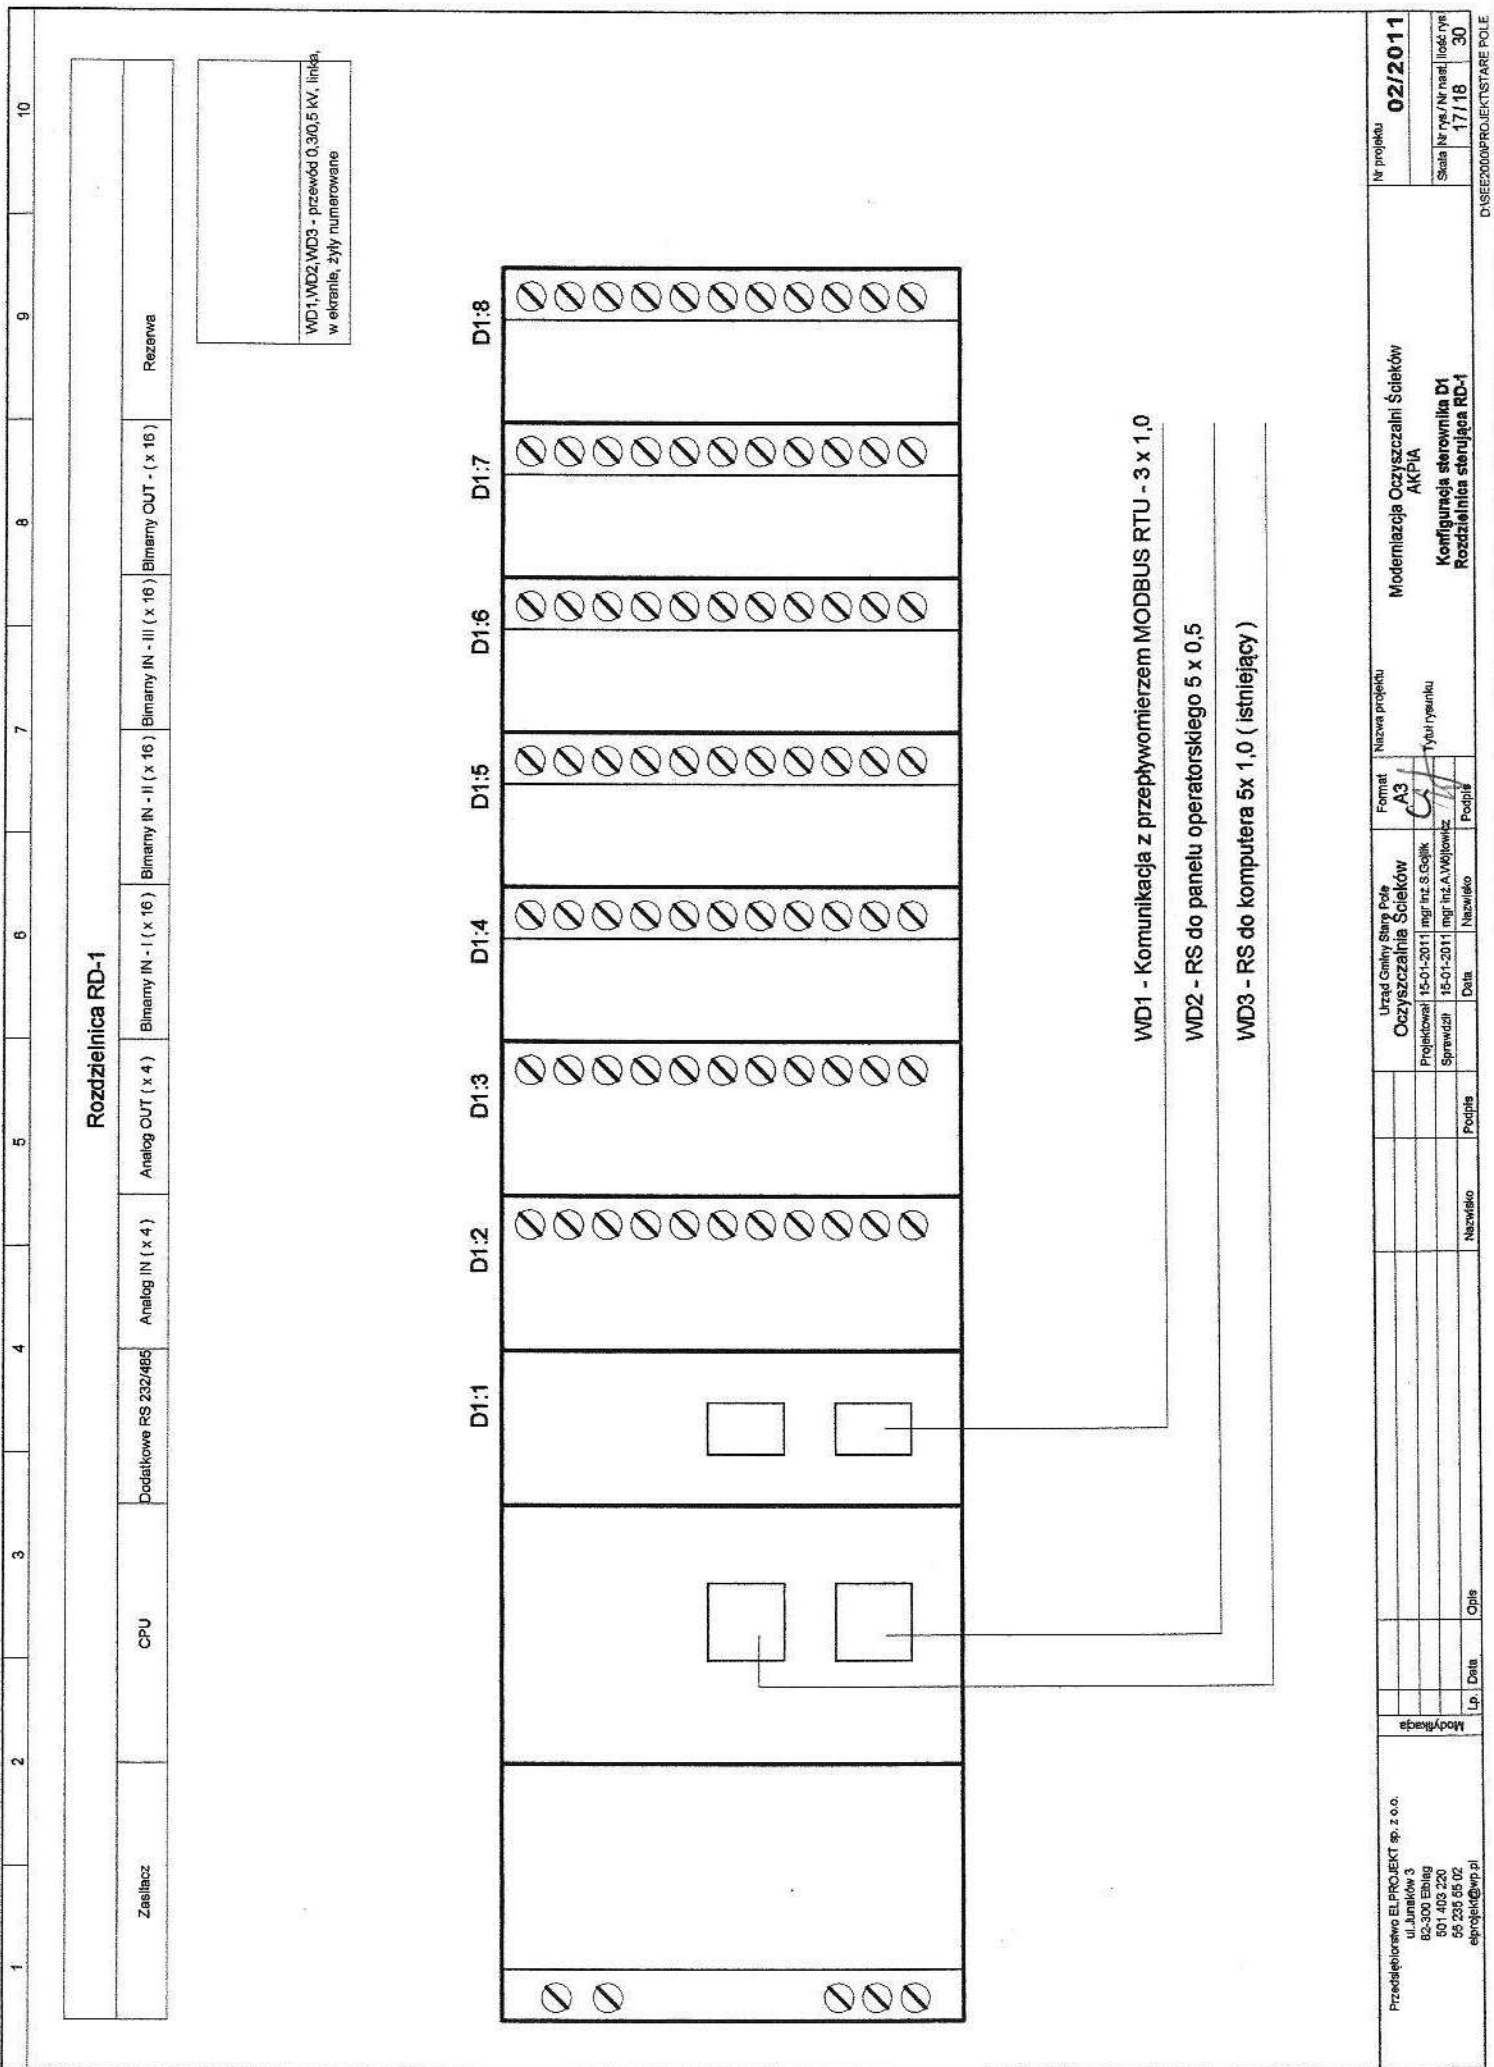 1 2 3 4 5 6 7 8 9 10
Rozdzielnica RD-1
Zasilacz
CPU
Dodatkowe RS 232/485
Analog IN ( x 4 )
Analog OUT ( x 4 )
Bimarny IN - I ( x 16 )
Bimarny IN - II ( x 16 )
Bimarny IN - III ( x 16 )
Bimarny OUT - ( x 16 )
Rezerwa
WD1,WD2,WD3 - przewód 0,3/0,5 kV, linka,
w ekranie, żyły numerowane
D1:1
D1:2
D1:3
D1:4
D1:5
D1:6
D1:7
D1:8
WD1 - Komunikacja z przepływomierzem MODBUS RTU - 3 x 1,0
WD2 - RS do panelu operatorskiego 5 x 0,5
WD3 - RS do komputera 5x 1,0 ( istniejący )
Przedsiębiorstwo ELPROJEKT sp. z o.o.
ul.Junaków 3
82-300 Elbląg
501 403 220
55 235 55 02
elprojekt@wp.pl
Modyfikacja
Lp. Data Opis Nazwisko Podpis
Urząd Gminy Stare Pole
Oczyszczalnia Ścieków
Format
A3
Projektował 15-01-2011 mgr inż.S.Gojlik
Sprawdził 15-01-2011 mgr inż.A.Wójtowicz
Data Nazwisko Podpis
Nazwa projektu
Moderniazcja Oczyszczalni Ścieków
AKPiA
Tytuł rysunku
Konfiguracja sterownika D1
Rozdzielnica sterująca RD-1
Nr projektu
02/2011
Skala Nr rys./ Nr nast. Ilość rys.
17 / 18 30
D:\SEE2000\PROJEKT\STARE POLE